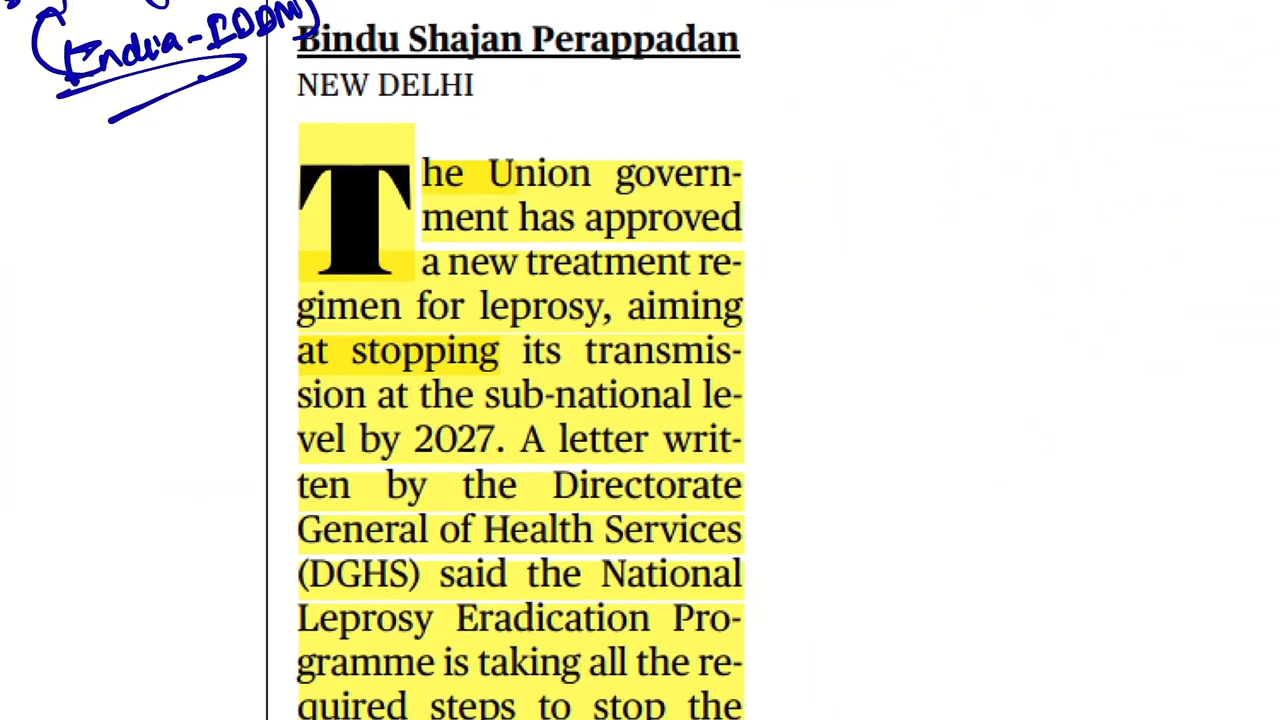 India-
Bindu Shajan Perappadan
NEW DELHI
The Union govern-
ment has approved
a new treatment re-
gimen for leprosy, aiming
at stopping its transmis-
sion at the sub-national le-
vel by 2027. A letter writ-
ten by the Directorate
General of Health Services
(DGHS) said the National
Leprosy Eradication Pro-
gramme is taking all the re-
quired steps to stop the